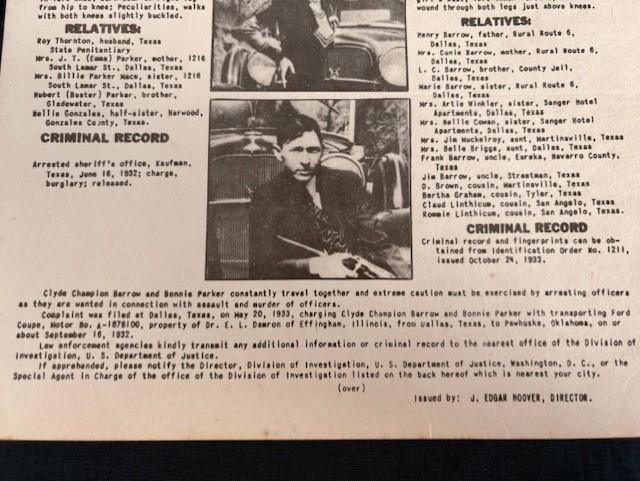 from hip to knee; Peculiarities, walks
with both knees slightly buckled.
RELATIVES:
Roy Thornton, husband, Texas
State Penitentiary
Mrs. J. T. (Emma) Parker, mother, 1216
South Lamar St., Dallas, Texas
Mrs. Billie Parker Mace, sister, 1216
South Lamar St., Dallas, Texas
Hubert (Buster) Parker, brother,
Gladewater, Texas
Nellie Gonzales, half-sister, Harwood,
Gonzales County, Texas.
CRIMINAL RECORD
Arrested sheriff's office, Kaufman,
Texas, June 16, 1932; charge,
burglary; released.
wound through both legs just above knees.
RELATIVES:
Henry Barrow, father, Rural Route 6,
Dallas, Texas
Mrs. Cunie Barrow, mother, Rural Route 6,
Dallas, Texas
L. C. Barrow, brother, County Jail,
Dallas, Texas
Marie Barrow, sister, Rural Route 6,
Dallas, Texas
Mrs. Artie Winkler, sister, Sanger Hotel
Apartments, Dallas, Texas
Mrs. Nellie Cowan, sister, Sanger Hotel
Apartments, Dallas, Texas
Mrs. Jim Muckelroy, aunt, Martinsville, Texas
Mrs. Belle Briggs, aunt, Dallas, Texas
Frank Barrow, uncle, Eureka, Navarro County,
Texas
Jim Barrow, uncle, Streetman, Texas
D. Brown, cousin, Martinsville, Texas
Bertha Graham, cousin, Tyler, Texas
Claud Linthicum, cousin, San Angelo, Texas
Rommie Linthicum, cousin, San Angelo, Texas.
CRIMINAL RECORD
Criminal record and fingerprints can be ob-
tained from Identification Order No. 1211,
issued October 24, 1933.
Clyde Champion Barrow and Bonnie Parker constantly travel together and extreme caution must be exercised by arresting officers
as they are wanted in connection with assault and murder of officers.
Complaint was filed at Dallas, Texas, on May 20, 1933, charging Clyde Champion Barrow and Bonnie Parker with transporting Ford
Coupe, Motor No. A-1878100, property of Dr. E. L. Damron of Effingham, Illinois, from Dallas, Texas, to Pawhuska, Oklahoma, on or
about September 16, 1932.
Law enforcement agencies kindly transmit any additional information or criminal record to the nearest office of the Division of
Investigation, U. S. Department of Justice.
If apprehended, please notify the Director, Division of Investigation, U. S. Department of Justice, Washington, D. C., or the
Special Agent in Charge of the office of the Division of Investigation listed on the back hereof which is nearest your city.
(over)
Issued by: J. EDGAR HOOVER, DIRECTOR.